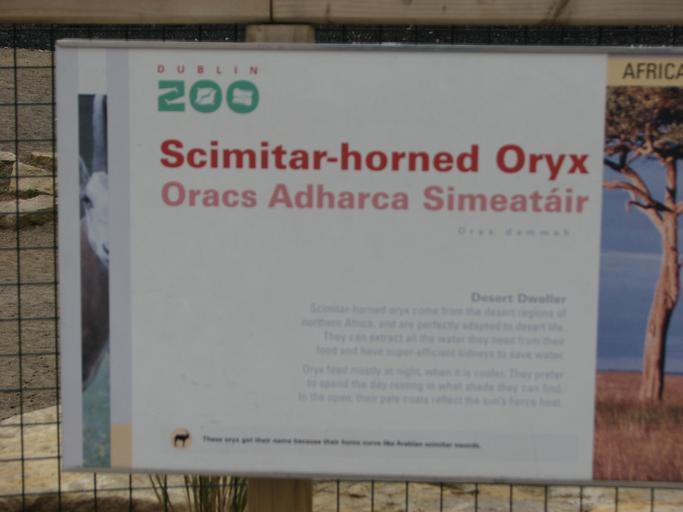 DUBLIN
ZOO
AFRICA
Scimitar-horned Oryx
Oracs Adharca Simeatáir
Oryx dammah
Desert Dweller
Scimitar horned oryx come from the desert regions of
northern Africa, and are perfectly adapted to desert life.
They can extract all the water they need from their
food and have super efficient kidneys to save water.
Oryx feed mostly at night, when it is cooler. They prefer
to spend the day resting in what shade they can find.
In the open, their pale coats reflect the sun's fierce heat.
These oryx got their name because their horns curve like Arabian scimitar swords.